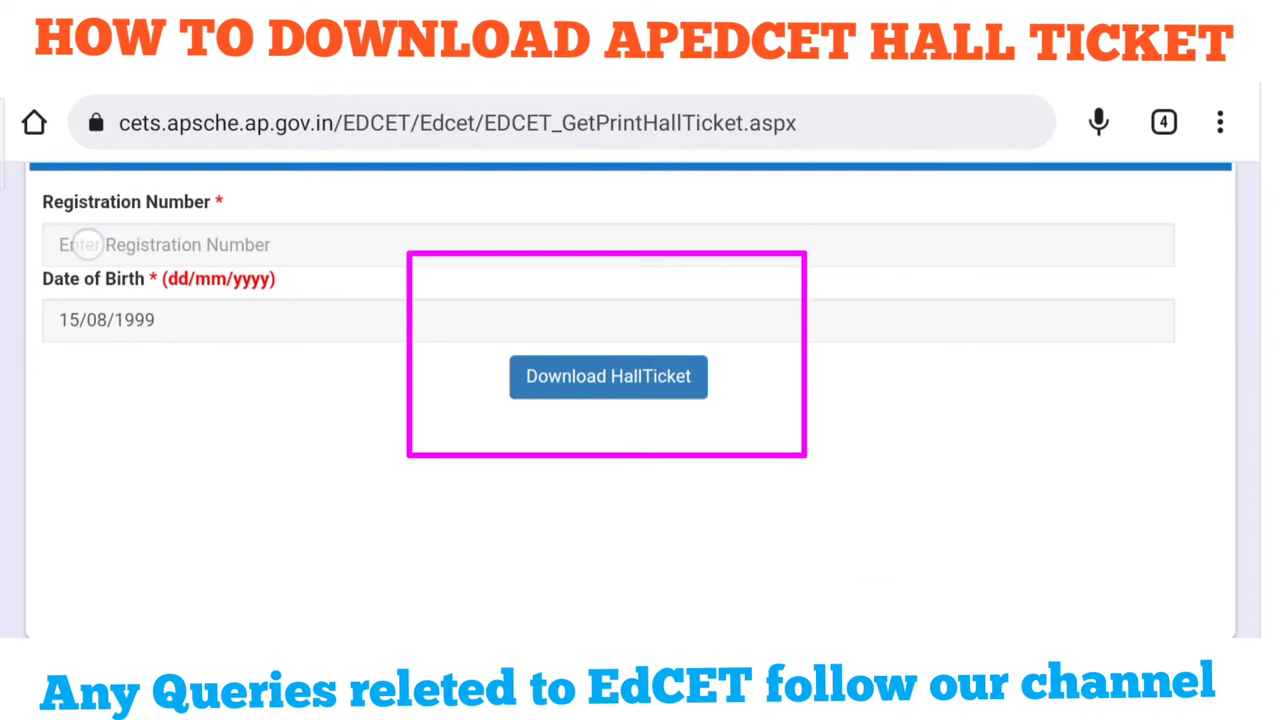 HOW TO DOWNLOAD APEDCET HALL TICKET
cets.apsche.ap.gov.in/EDCET/Edcet/EDCET_GetPrintHallTicket.aspx
4
Registration Number *
Enter Registration Number
Date of Birth * (dd/mm/yyyy)
15/08/1999
Download HallTicket
Any Queries releted to EdCET follow our channel